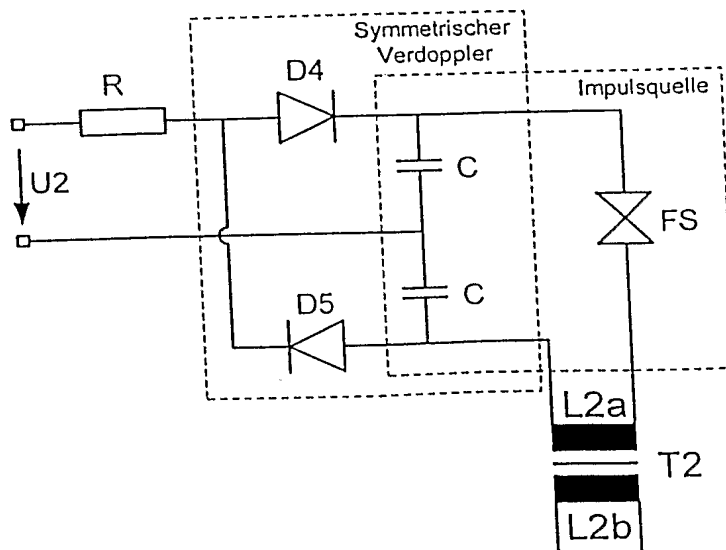 Symmetrischer
Verdoppler
R
D4
Impulsquelle
U2
C
FS
C
D5
L2a
T2
L2b